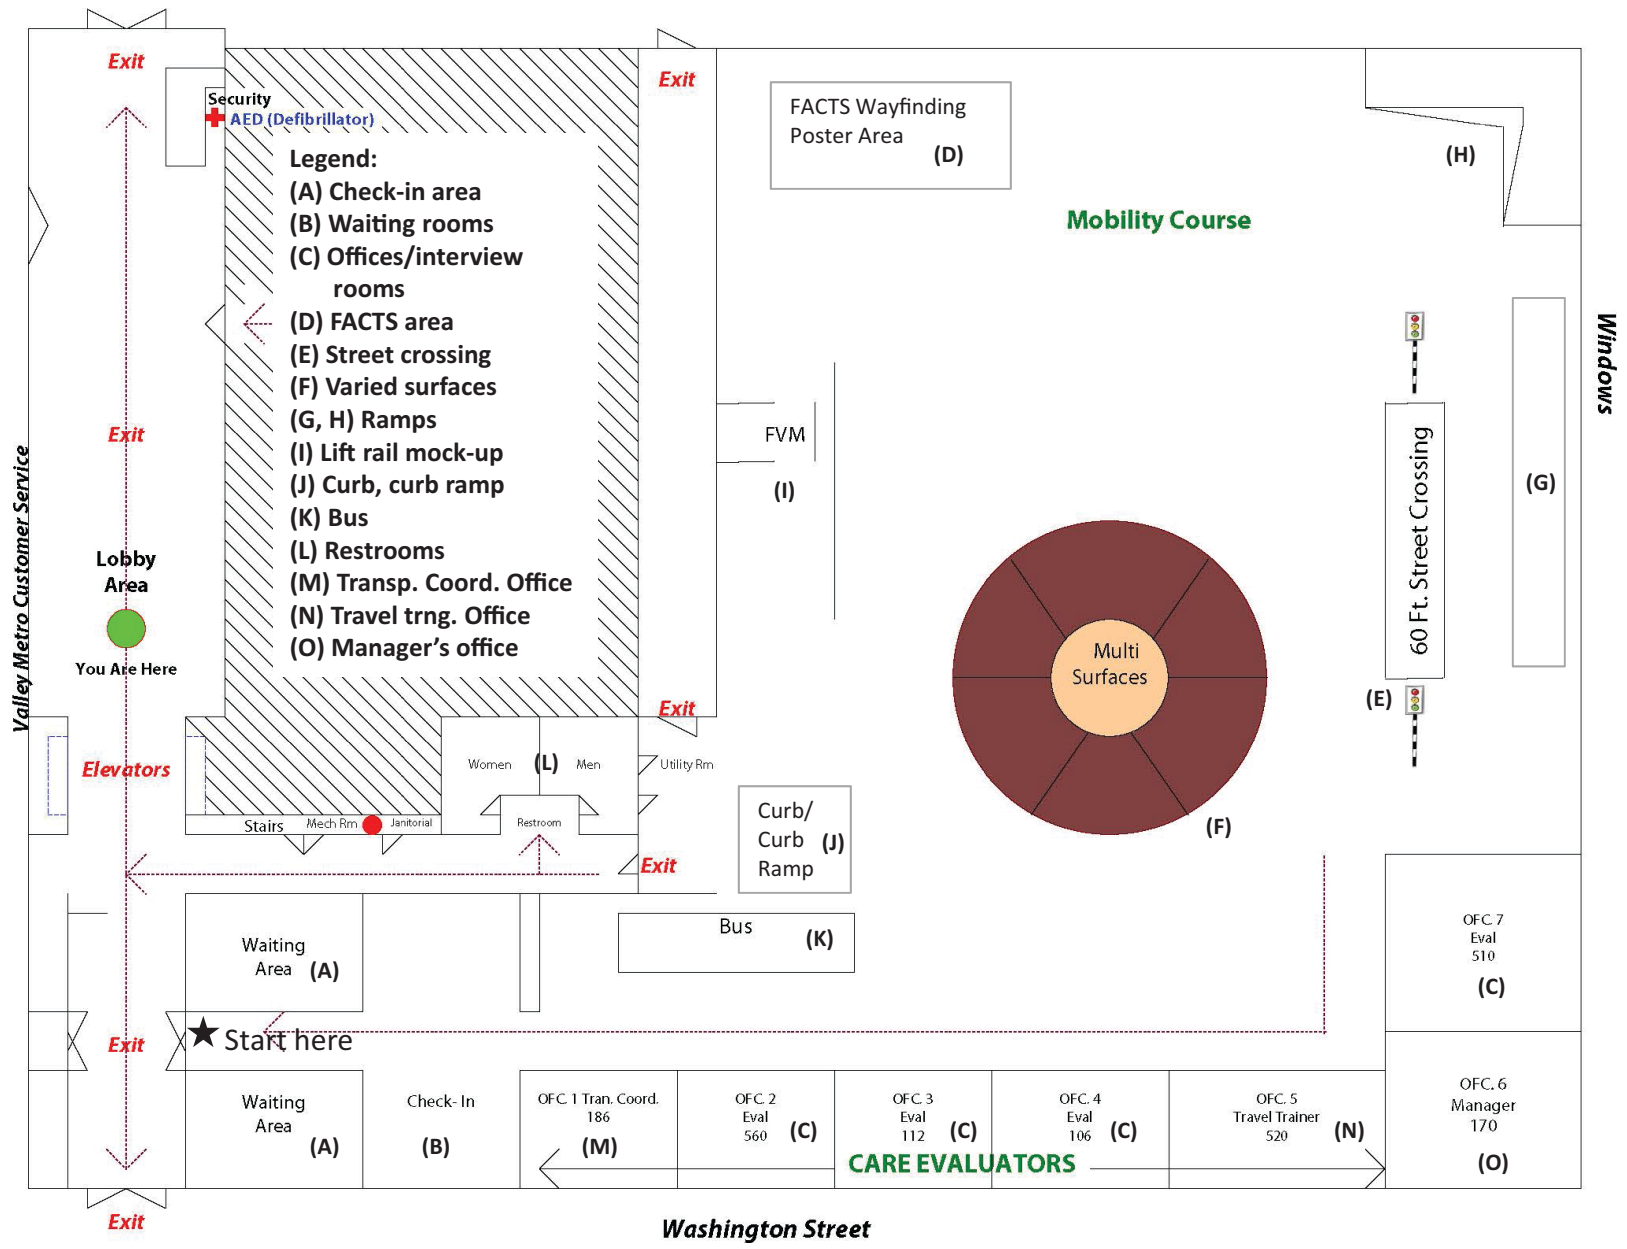 Exit
Security
AED (Defibrillator)
Legend:
(A) Check-in area
(B) Waiting rooms
(C) Offices/interview
rooms
(D) FACTS area
(E) Street crossing
(F) Varied surfaces
(G, H) Ramps
(I) Lift rail mock-up
(J) Curb, curb ramp
(K) Bus
(L) Restrooms
(M) Transp. Coord. Office
(N) Travel trng. Office
(O) Manager's office
Exit
FACTS Wayfinding
Poster Area
(D)
(H)
Mobility Course
Windows
Exit
FVM
(I)
60 Ft. Street Crossing
(G)
Valley Metro Customer Service
Lobby
Area
You Are Here
Multi
Surfaces
(E)
Exit
Elevators
Women
(L)
Men
Utility Rm
Stairs
Mech Rm
Janitorial
Restroom
Curb/
Curb
Ramp
(J)
(F)
Exit
Waiting
Area
(A)
Bus
(K)
OFC. 7
Eval
510
(C)
Exit
Start here
Waiting
Area
(A)
Check- In
(B)
OFC. 1 Tran. Coord.
186
(M)
OFC. 2
Eval
560
(C)
OFC. 3
Eval
112
(C)
OFC. 4
Eval
106
(C)
OFC. 5
Travel Trainer
520
(N)
OFC. 6
Manager
170
(O)
CARE EVALUATORS
Exit
Washington Street